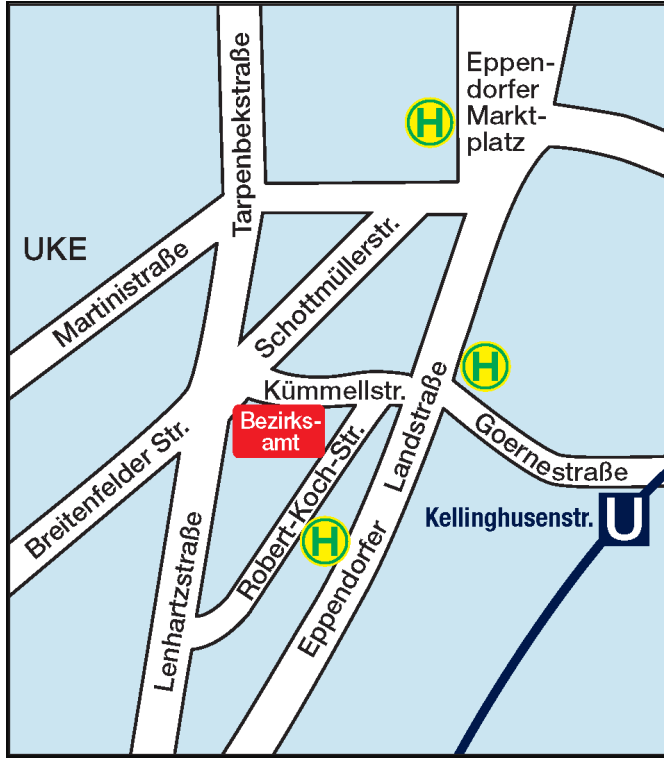 Eppen-
dorfer
Markt-
platz
H
Tarpenbekstraße
UKE
Martinistraße
Schottmüllerstr.
H
Kümmellstr.
Landstraße
Bezirks-
amt
Goernestraße
Breitenfelder Str.
Robert-Koch-Str.
Kellinghusenstr.
U
H
Eppendorfer
Lenhartzstraße